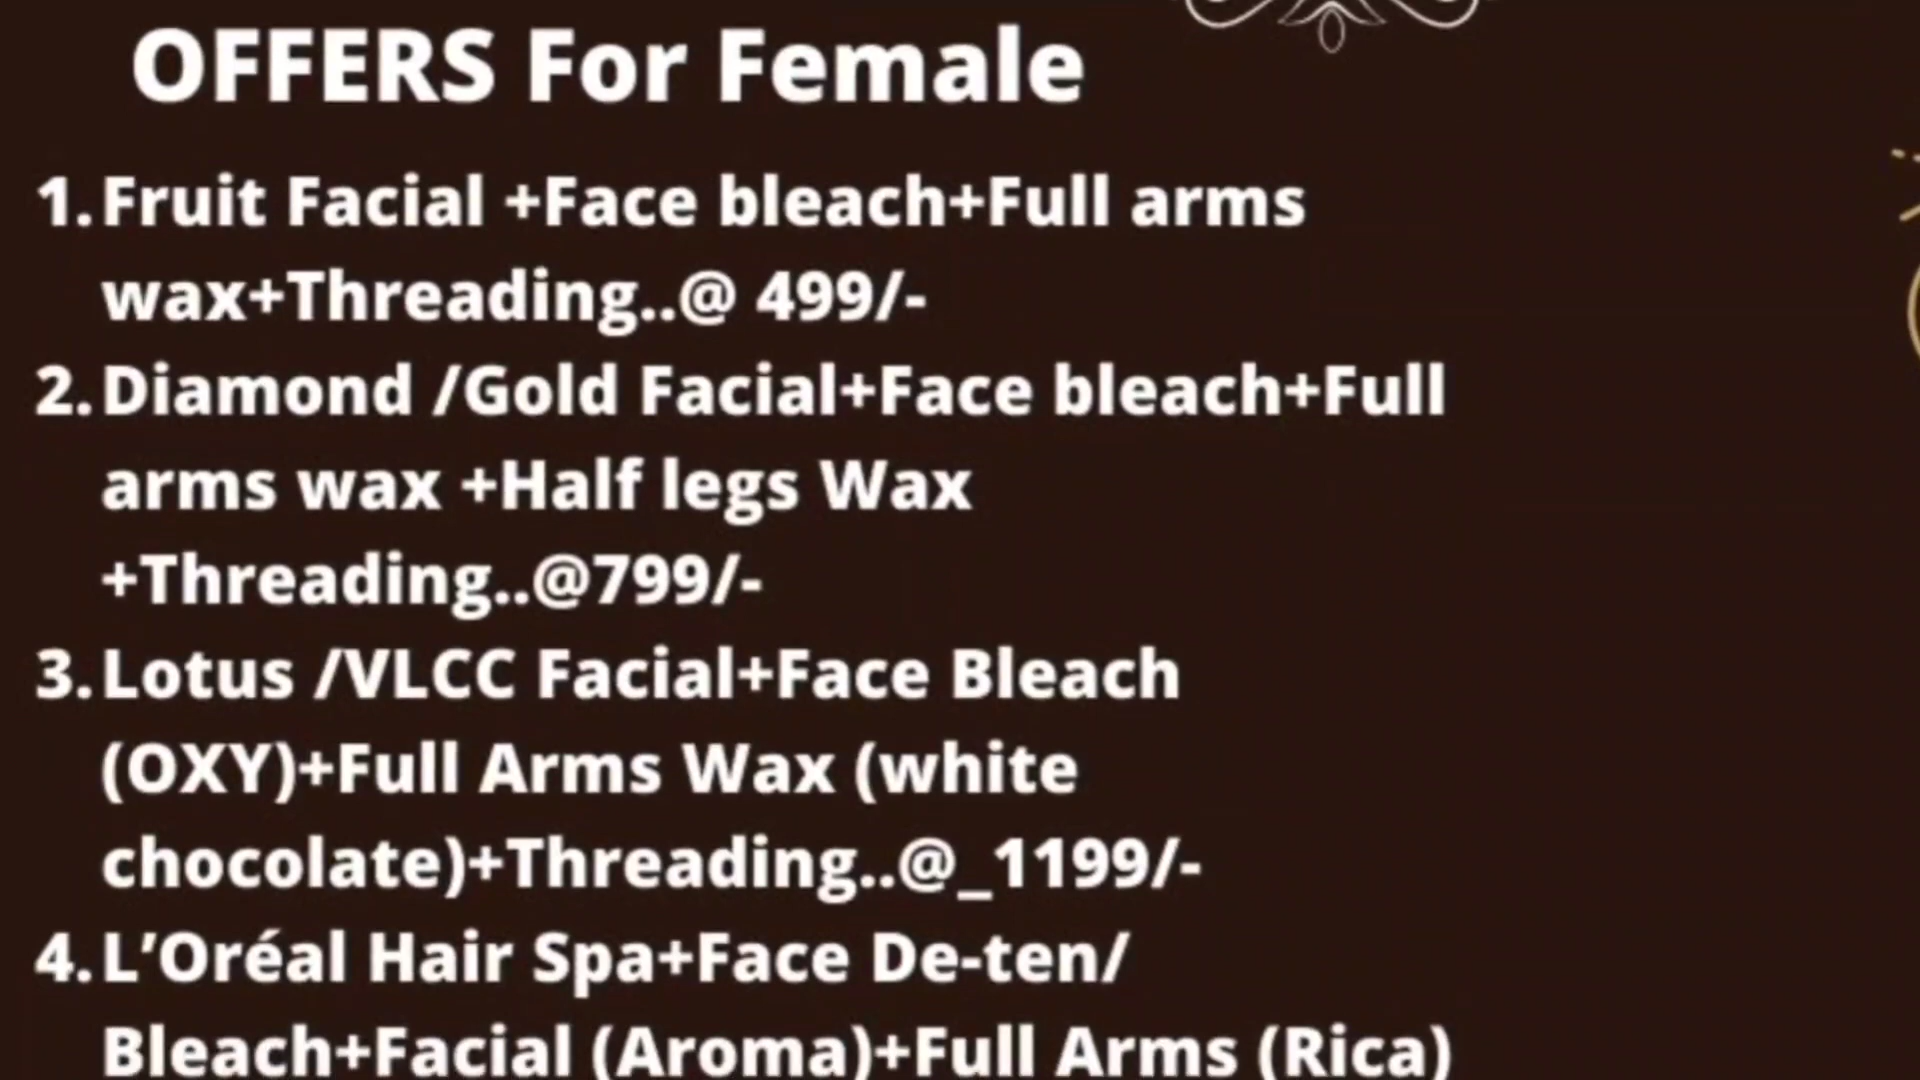 OFFERS For Female
1. Fruit Facial +Face bleach+Full arms
wax+Threading..@ 499/-
2. Diamond /Gold Facial+Face bleach+Full
arms wax +Half legs Wax
+Threading..@799/-
3. Lotus /VLCC Facial+Face Bleach
(OXY)+Full Arms Wax (white
chocolate)+Threading..@_1199/-
4. L’Oréal Hair Spa+Face De-ten/
Bleach+Facial (Aroma)+Full Arms (Rica)